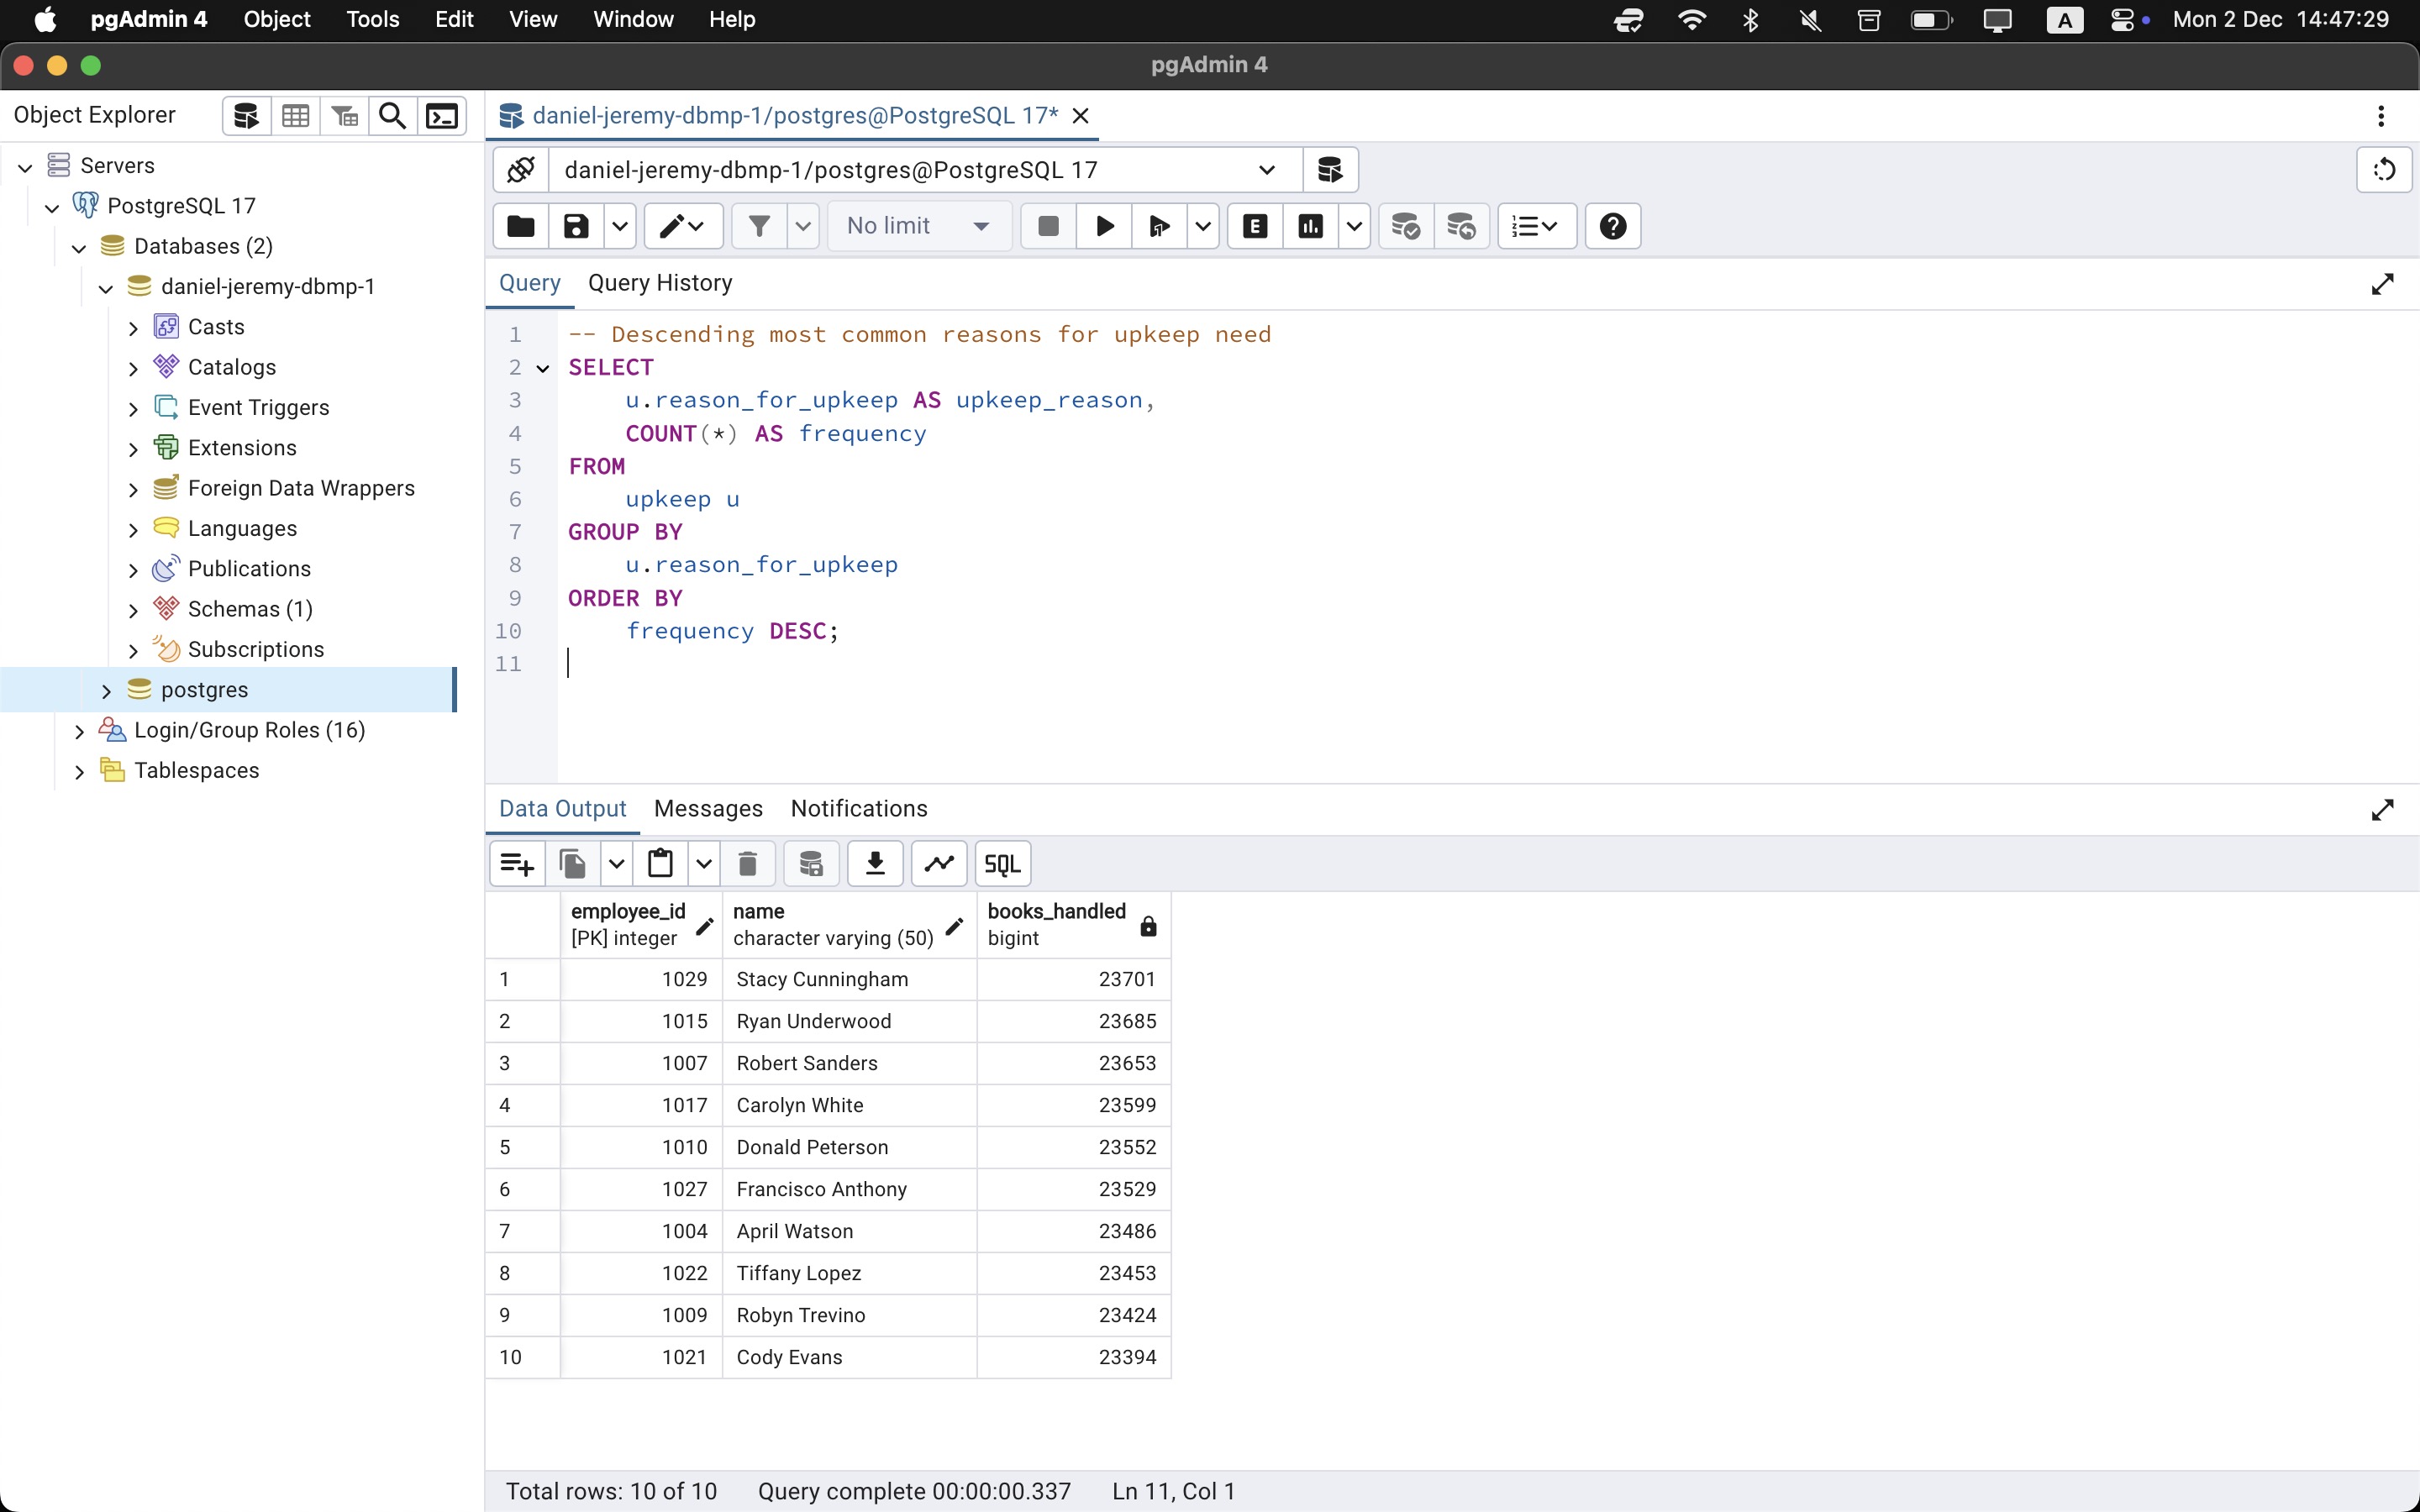 pgAdmin 4 Object Tools Edit View Window Help A Mon 2 Dec 14:47:29
pgAdmin 4
Object Explorer
daniel-jeremy-dbmp-1/postgres@PostgreSQL 17*
Servers
PostgreSQL 17
Databases (2)
daniel-jeremy-dbmp-1
Casts
Catalogs
Event Triggers
Extensions
Foreign Data Wrappers
Languages
Publications
Schemas (1)
Subscriptions
postgres
Login/Group Roles (16)
Tablespaces
daniel-jeremy-dbmp-1/postgres@PostgreSQL 17
No limit E
Query Query History
1 -- Descending most common reasons for upkeep need
2 SELECT
3 u.reason_for_upkeep AS upkeep_reason,
4 COUNT(*) AS frequency
5 FROM
6 upkeep u
7 GROUP BY
8 u.reason_for_upkeep
9 ORDER BY
10 frequency DESC;
11
Data Output Messages Notifications
SQL
employee_id name books_handled
[PK] integer character varying (50) bigint
1 1029 Stacy Cunningham 23701
2 1015 Ryan Underwood 23685
3 1007 Robert Sanders 23653
4 1017 Carolyn White 23599
5 1010 Donald Peterson 23552
6 1027 Francisco Anthony 23529
7 1004 April Watson 23486
8 1022 Tiffany Lopez 23453
9 1009 Robyn Trevino 23424
10 1021 Cody Evans 23394
Total rows: 10 of 10 Query complete 00:00:00.337 Ln 11, Col 1